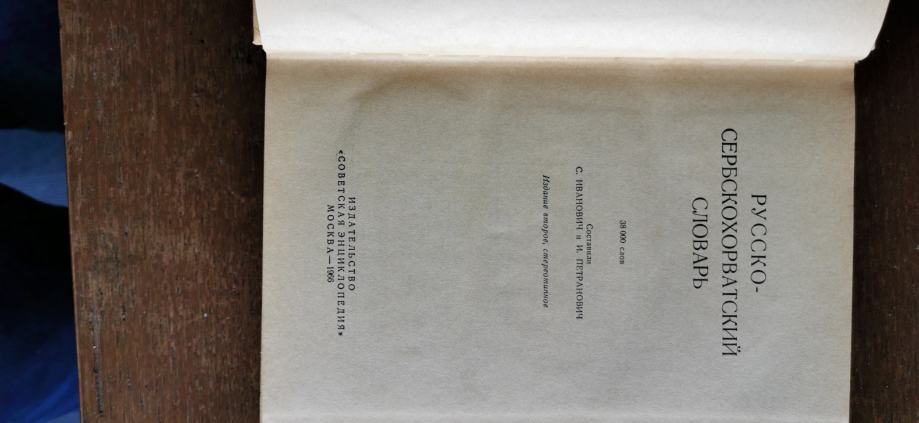 РУССКО-
СЕРБСКОХОРВАТСКИЙ
СЛОВАРЬ
38 000 слов
Составили
С. ИВАНОВИЧ и И. ПЕТРАНОВИЧ
Издание второе, стереотипное
ИЗДАТЕЛЬСТВО
«СОВЕТСКАЯ ЭНЦИКЛОПЕДИЯ»
МОСКВА — 1966